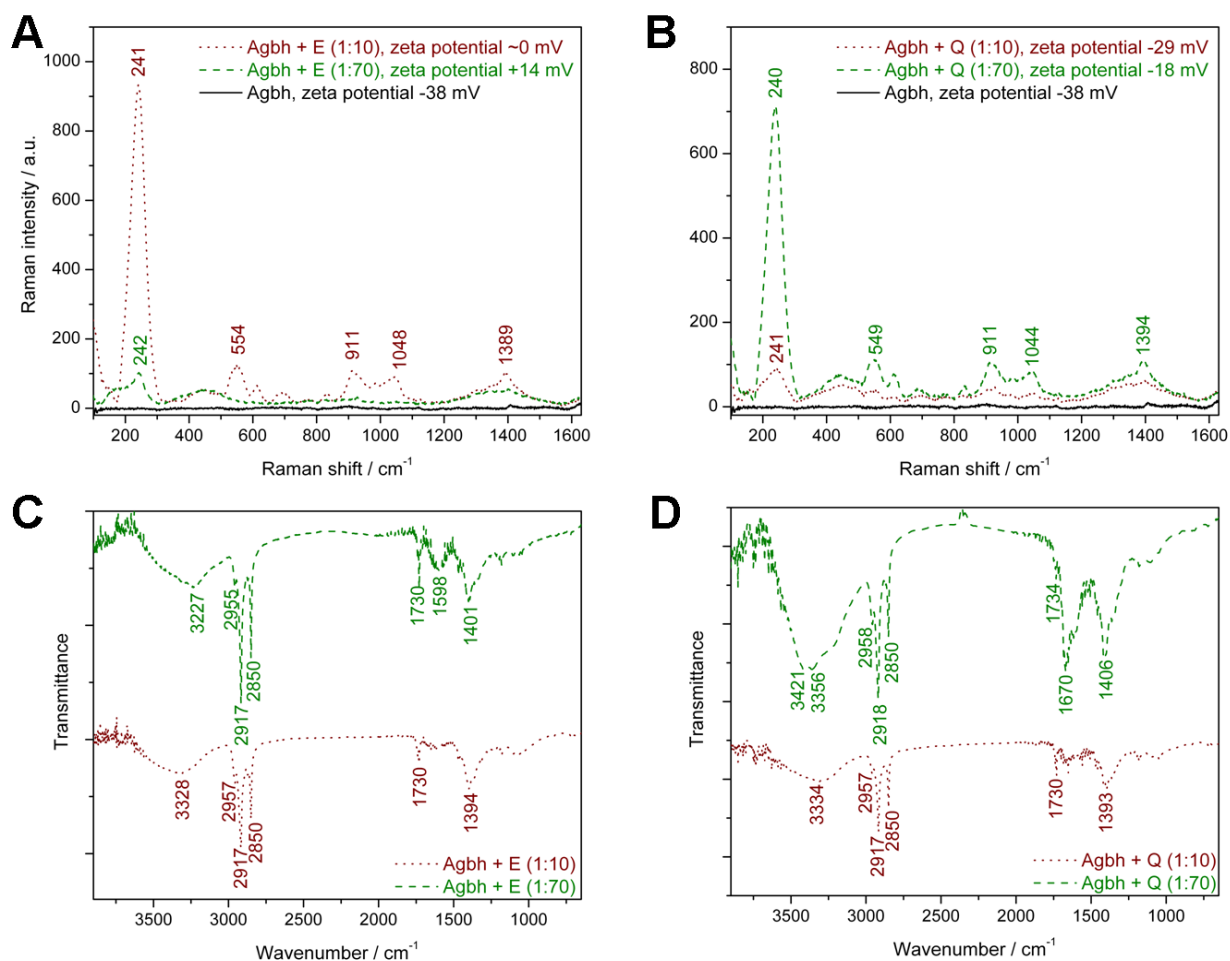 A
Agbh + E (1:10), zeta potential ~0 mV
Agbh + E (1:70), zeta potential +14 mV
Agbh, zeta potential -38 mV
241
242
554
911
1048
1389
Raman intensity / a.u.
1000
800
600
400
200
0
200 400 600 800 1000 1200 1400 1600
Raman shift / cm⁻¹
B
Agbh + Q (1:10), zeta potential -29 mV
Agbh + Q (1:70), zeta potential -18 mV
Agbh, zeta potential -38 mV
240
241
549
911
1044
1394
800
600
400
200
0
200 400 600 800 1000 1200 1400 1600
Raman shift / cm⁻¹
C
Transmittance
3227
2955
2917
2850
1730
1598
1401
3328
2957
2917
2850
1730
1394
Agbh + E (1:10)
Agbh + E (1:70)
3500 3000 2500 2000 1500 1000
Wavenumber / cm⁻¹
D
Transmittance
3421
3356
2958
2918
2850
1734
1670
1406
3334
2957
2917
2850
1730
1393
Agbh + Q (1:10)
Agbh + Q (1:70)
3500 3000 2500 2000 1500 1000
Wavenumber / cm⁻¹